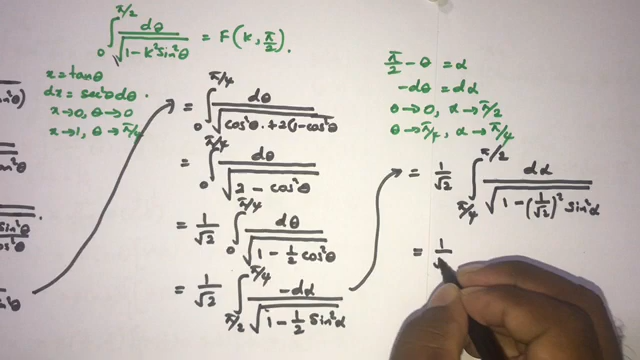 ∫₀^{π/2} dθ/√(1-K²Sin²θ) = F(K, π/2).
x = tanθ
dx = sec²θ dθ.
x→0, θ→0
x→1, θ→π/4
= ∫₀^{π/4} dθ/√(cos²θ + 2(1-cos²θ
= ∫₀^{π/4} dθ/√(2 - cos²θ)
= 1/√2 ∫₀^{π/4} dθ/√(1 - 1/2 cos²θ)
= 1/√2 ∫_{π/2}^{π/4} -dα/√(1 - 1/2 Sin²α)
π/2 - θ = α
-dθ = dα
θ→0, α→π/2
θ→π/4, α→π/4
= 1/√2 ∫_{π/4}^{π/2} dα/√(1 - (1/√2)² Sin²α)
= 1/